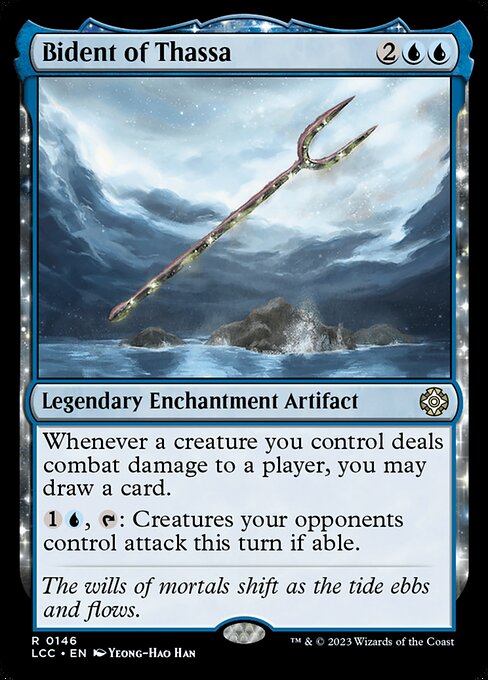 Bident of Thassa 2
Legendary Enchantment Artifact
Whenever a creature you control deals
combat damage to a player, you may
draw a card.
1 , : Creatures your opponents
control attack this turn if able.
The wills of mortals shift as the tide ebbs
and flows.
R 0146
LCC • EN Yeong-Hao Han
™ & © 2023 Wizards of the Coast